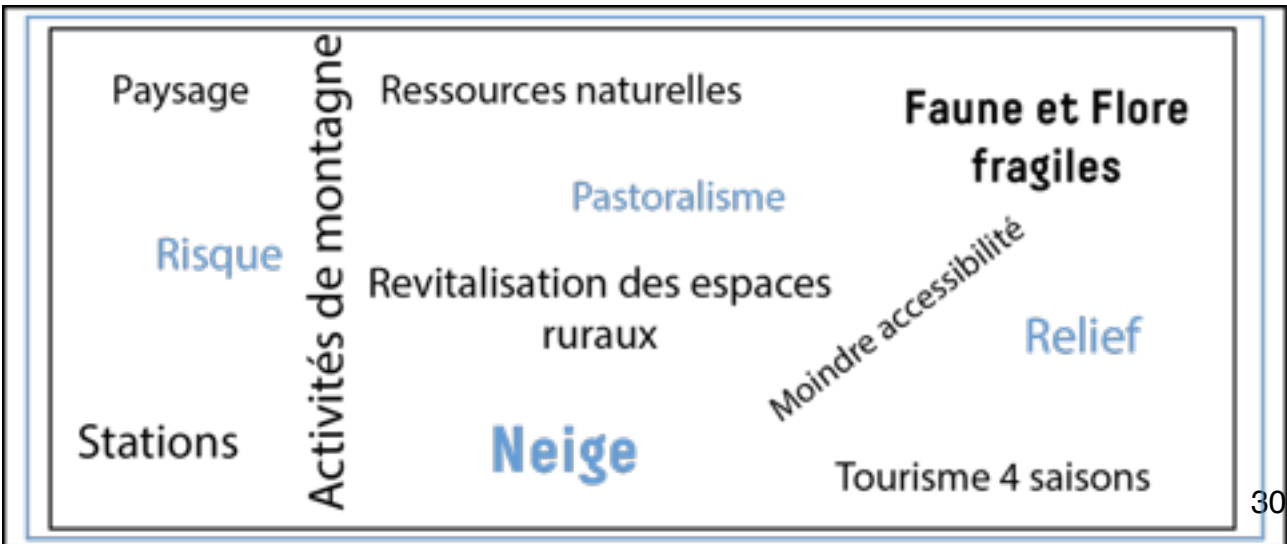 Paysage
Activités de montagne
Ressources naturelles
Faune et Flore
fragiles
Pastoralisme
Risque
Revitalisation des espaces
ruraux
Moindre accessibilité
Relief
Stations
Neige
Tourisme 4 saisons
30